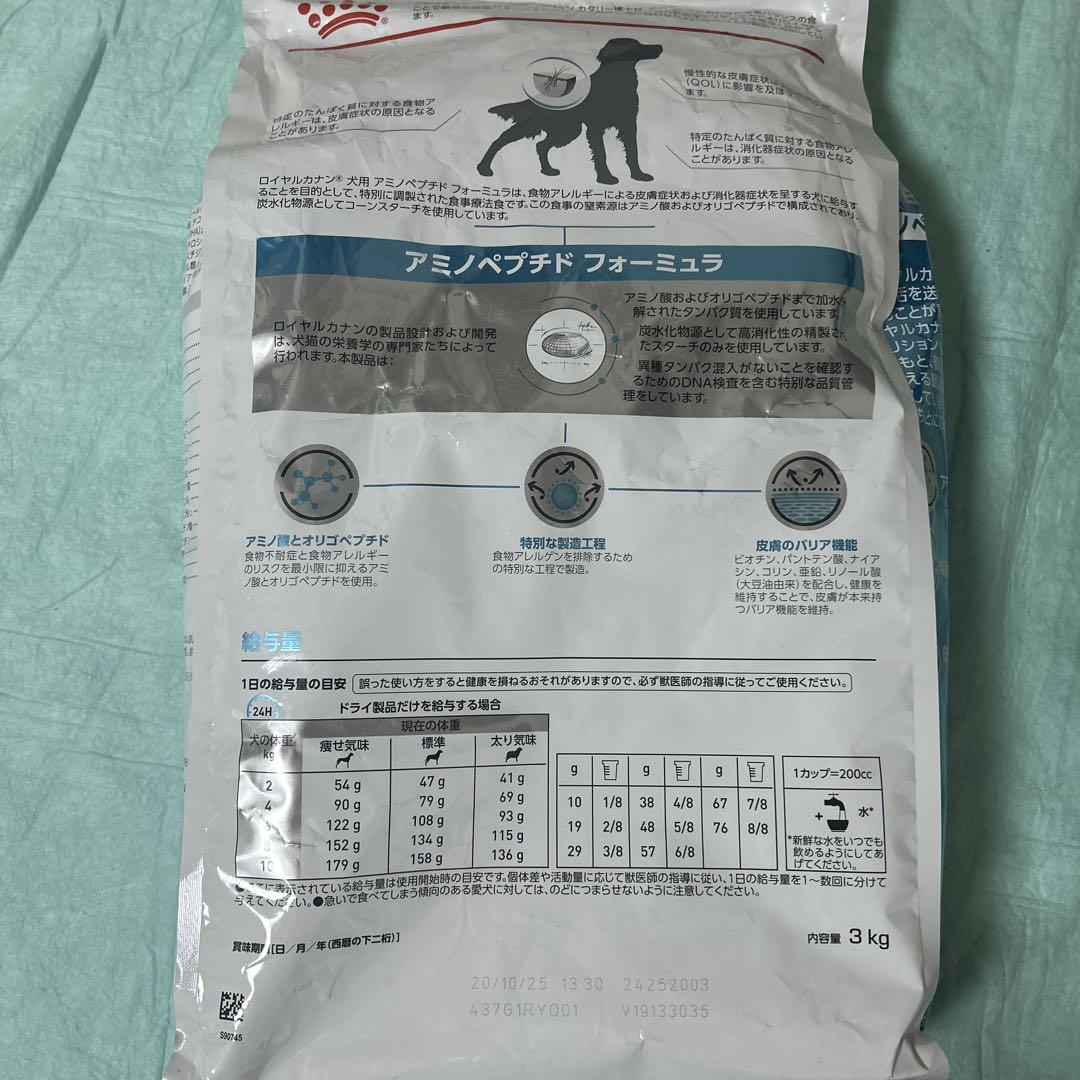 ます。
特定のたんぱく質に対する食物ア
レルギーは、皮膚症状の原因となる
ことがあります。
慢性的な皮膚症状は
(QOL)に影響を及ぼ
ます。
特定のたんぱく質に対する食物アレ
ルギーは、消化器症状の原因となる
ことがあります。
ロイヤルカナン® 犬用 アミノペプチド フォーミュラは、食物アレルギーによる皮膚症状および消化器症状を呈する犬に給与す
ることを目的として、特別に調製された食事療法食です。この食事の窒素源はアミノ酸およびオリゴペプチドで構成されており
炭水化物源としてコーンスターチを使用しています。
アミノペプチド フォーミュラ
ロイヤルカナンの製品設計および開発
は、犬猫の栄養学の専門家たちによって
行われます。本製品は:
アミノ酸およびオリゴペプチドまで加水分
解されたタンパク質を使用しています。
炭水化物源として高消化性の精製され
たスターチのみを使用しています。
異種タンパク混入がないことを確認す
るためのDNA検査を含む特別な品質管
理をしています。
アミノ酸とオリゴペプチド
食物不耐症と食物アレルギー
のリスクを最小限に抑えるアミ
ノ酸とオリゴペプチドを使用。
特別な製造工程
食物アレルゲンを排除するため
の特別な工程で製造。
皮膚のバリア機能
ビオチン、パントテン酸、ナイア
シン、コリン、亜鉛、リノール酸
(大豆油由来)を配合し、健康を
維持することで、皮膚が本来持
つバリア機能を維持。
給与量
1日の給与量の目安 誤った使い方をすると健康を損ねるおそれがありますので、必ず獣医師の指導に従ってご使用ください。
24H ドライ製品だけを給与する場合
犬の体重 kg 現在の体重
痩せ気味 標準 太り気味
2 54 g 47 g 41 g
4 90 g 79 g 69 g
6 122 g 108 g 93 g
8 152 g 134 g 115 g
10 179 g 158 g 136 g
g g g
10 1/8 38 4/8 67 7/8
19 2/8 48 5/8 76 8/8
29 3/8 57 6/8
1カップ=200cc
+ 水*
*新鮮な水をいつでも
飲めるようにしてあ
げてください。
●ここに表示されている給与量は使用開始時の目安です。個体差や活動量に応じて獣医師の指導に従い、1日の給与量を1〜数回に分けて
与えてください。●急いで食べてしまう傾向のある愛犬に対しては、のどにつまらせないように注意してください。
賞味期限[日/月/年(西暦の下二桁)]
内容量 3 kg
20/10/25 13 30 24252003
437G1RY001 V19133035
S90745